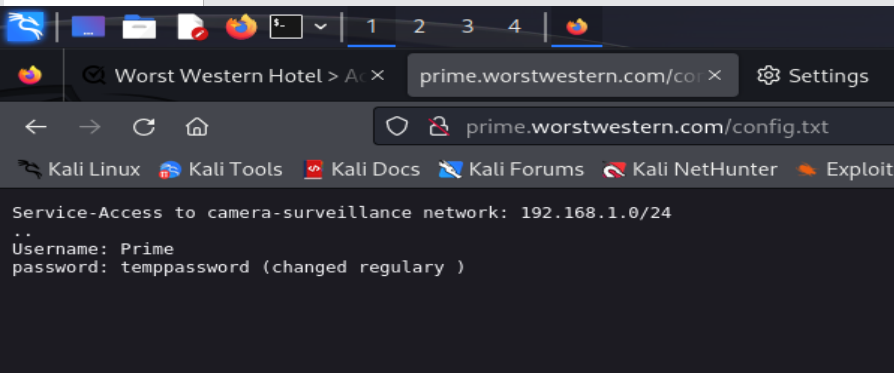 1 2 3 4
Worst Western Hotel > Ac
prime.worstwestern.com/cor
Settings
prime.worstwestern.com/config.txt
Kali Linux Kali Tools Kali Docs Kali Forums Kali NetHunter Exploit
Service-Access to camera-surveillance network: 192.168.1.0/24
..
Username: Prime
password: temppassword (changed regulary )